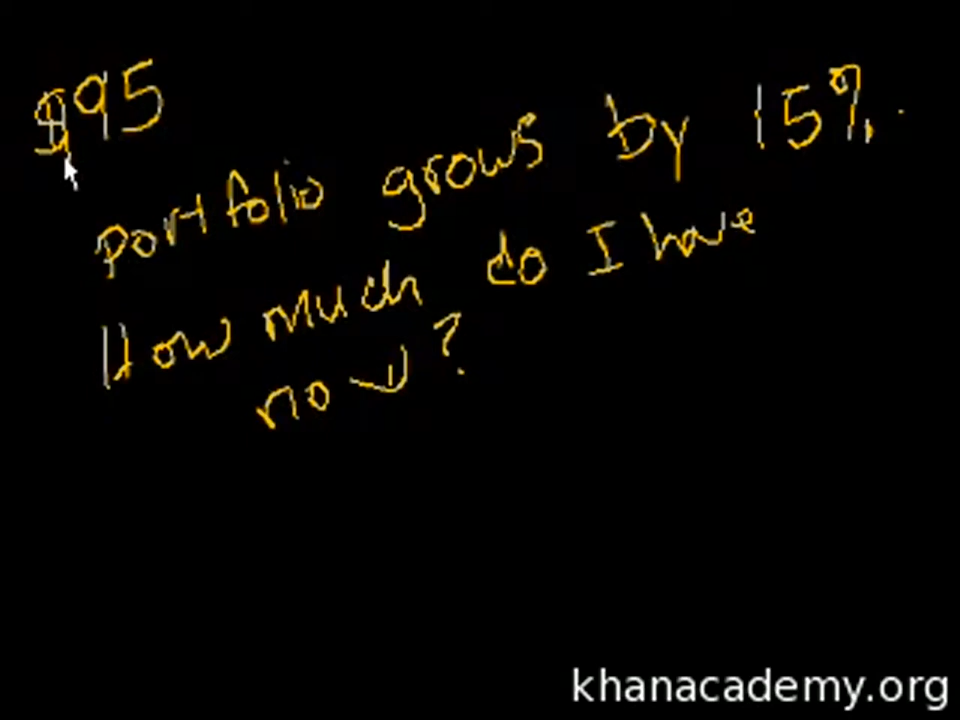 $95
portfolio grows by 15%.
How much do I have
now?
khanacademy.org